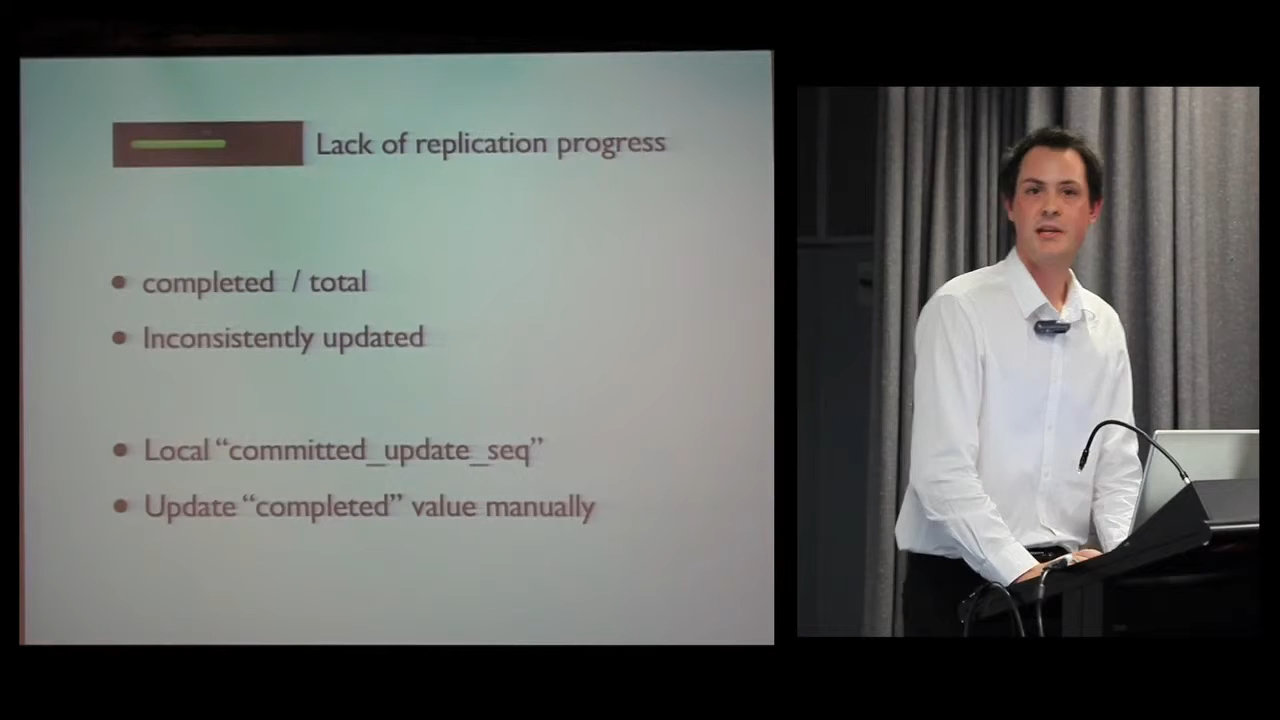 Lack of replication progress
completed / total
Inconsistently updated
Local “committed_update_seq”
Update “completed” value manually